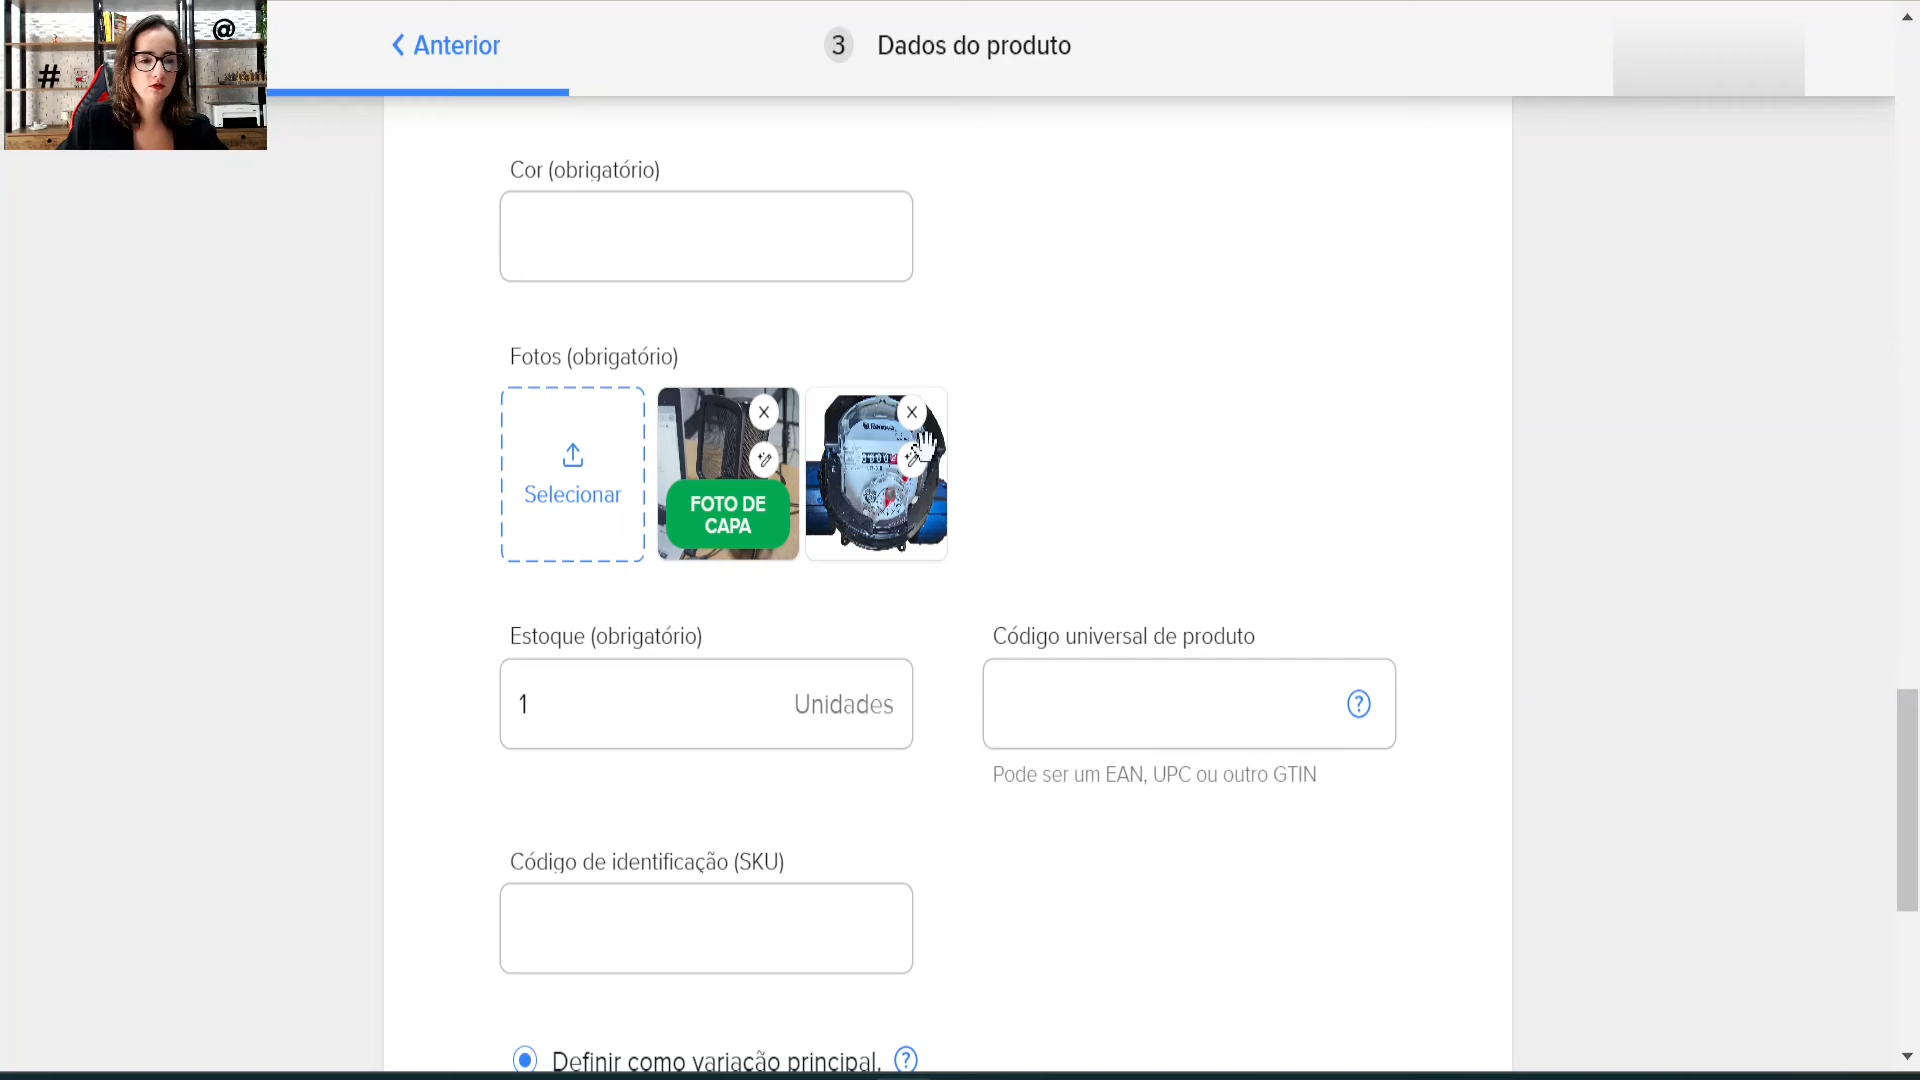 @
#
Anterior
3 Dados do produto
Cor (obrigatório)
Fotos (obrigatório)
Selecionar
FOTO DE
CAPA
Estoque (obrigatório)
Código universal de produto
1 Unidades
?
Pode ser um EAN, UPC ou outro GTIN
Código de identificação (SKU)
Definir como variação principal. ?